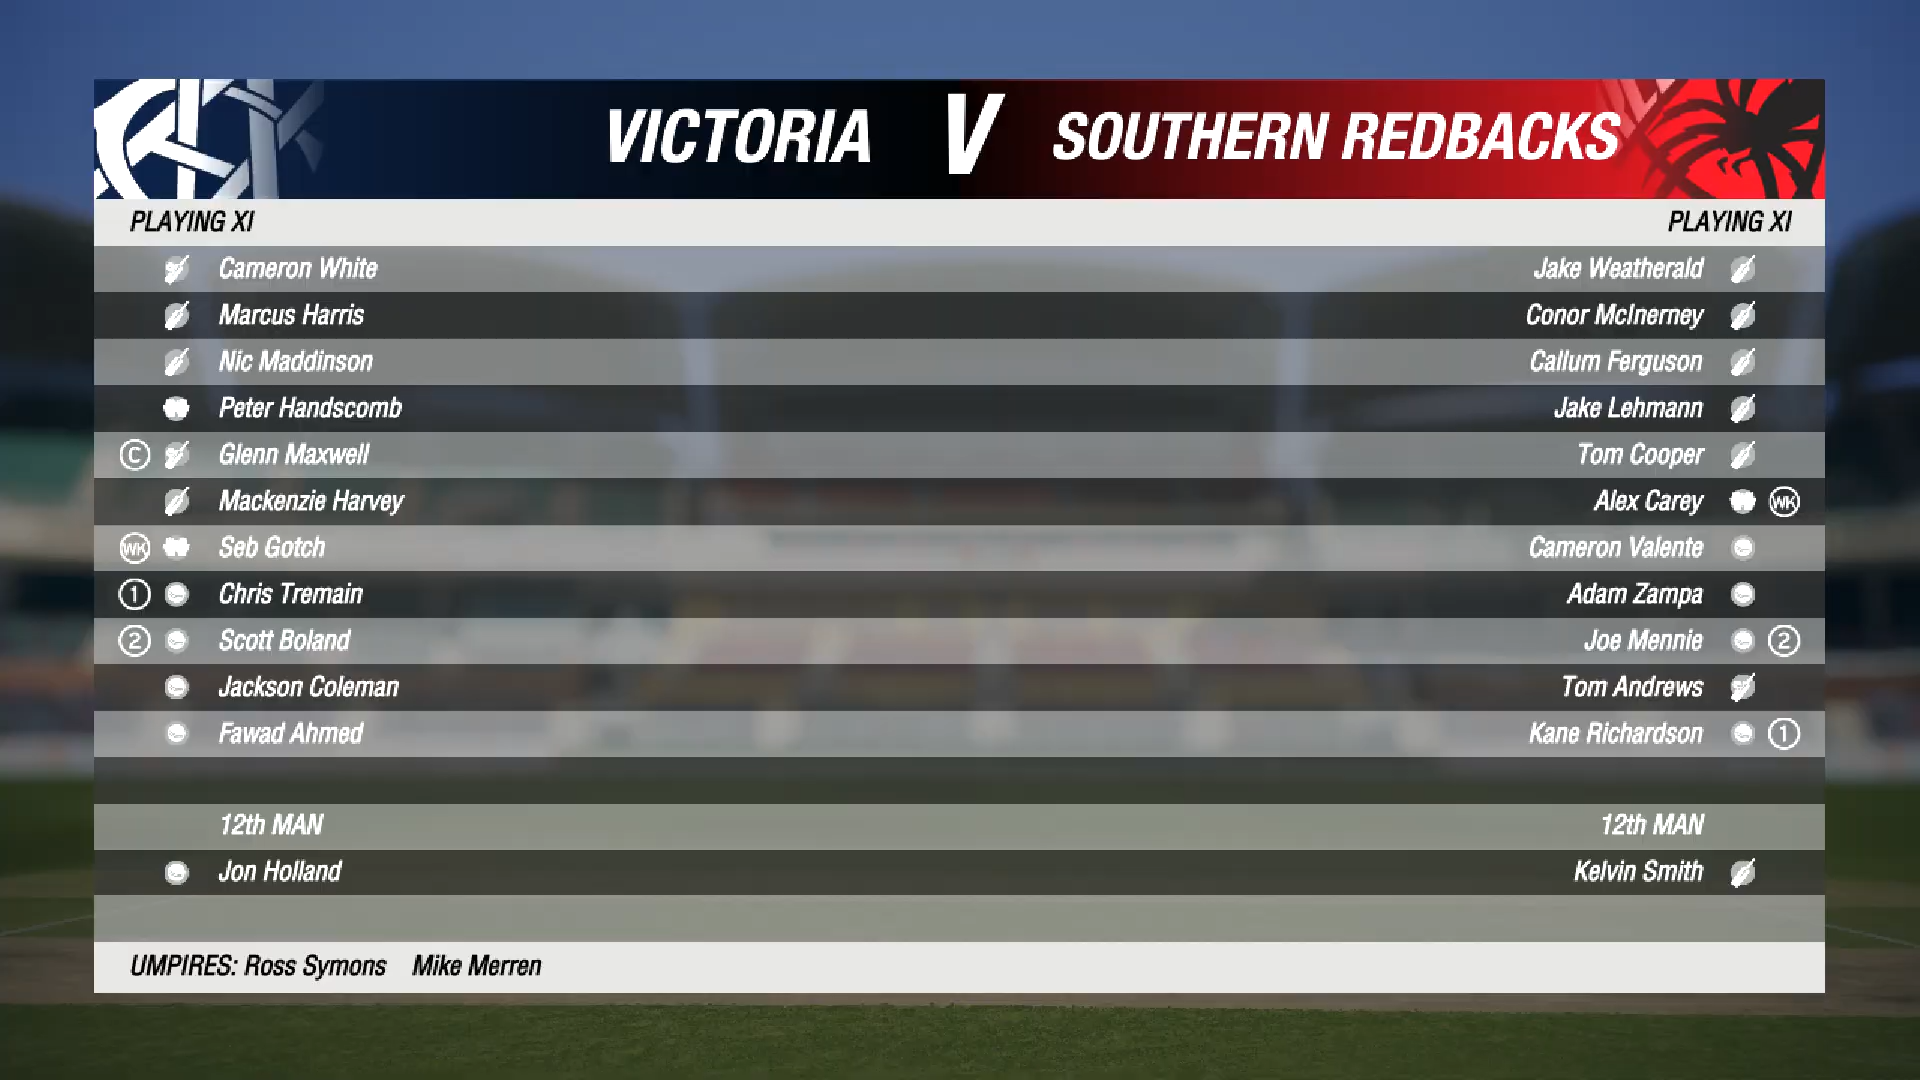 VICTORIA V SOUTHERN REDBACKS
PLAYING XI PLAYING XI
Cameron White Jake Weatherald
Marcus Harris Conor McInerney
Nic Maddinson Callum Ferguson
Peter Handscomb Jake Lehmann
C Glenn Maxwell Tom Cooper
Mackenzie Harvey Alex Carey WK
WK Seb Gotch Cameron Valente
1 Chris Tremain Adam Zampa
2 Scott Boland Joe Mennie 2
Jackson Coleman Tom Andrews
Fawad Ahmed Kane Richardson 1
12th MAN 12th MAN
Jon Holland Kelvin Smith
UMPIRES: Ross Symons Mike Merren